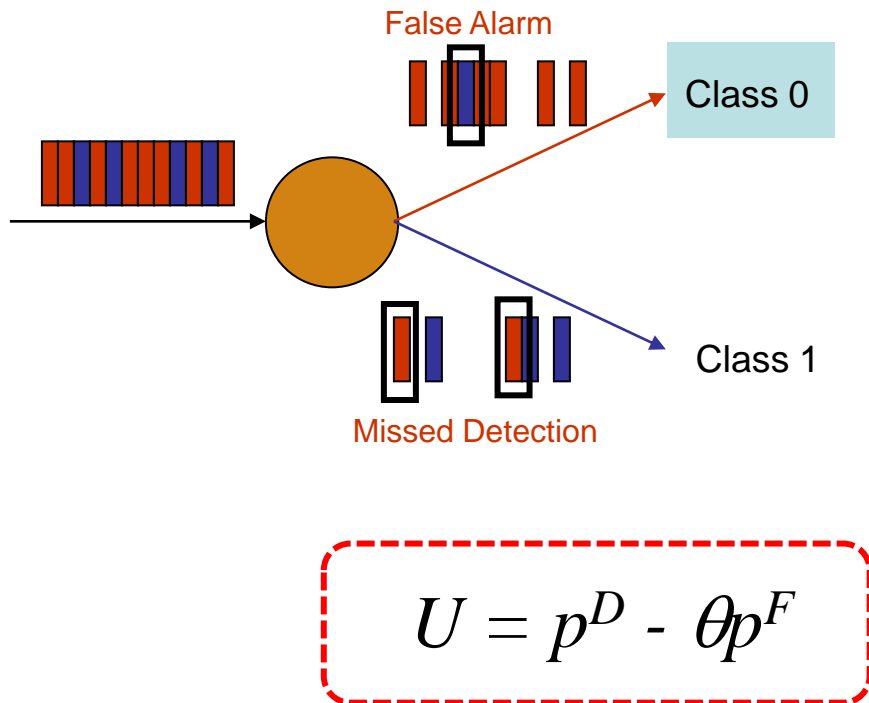 False Alarm
Class 0
Class 1
Missed Detection
U = p^D - θp^F